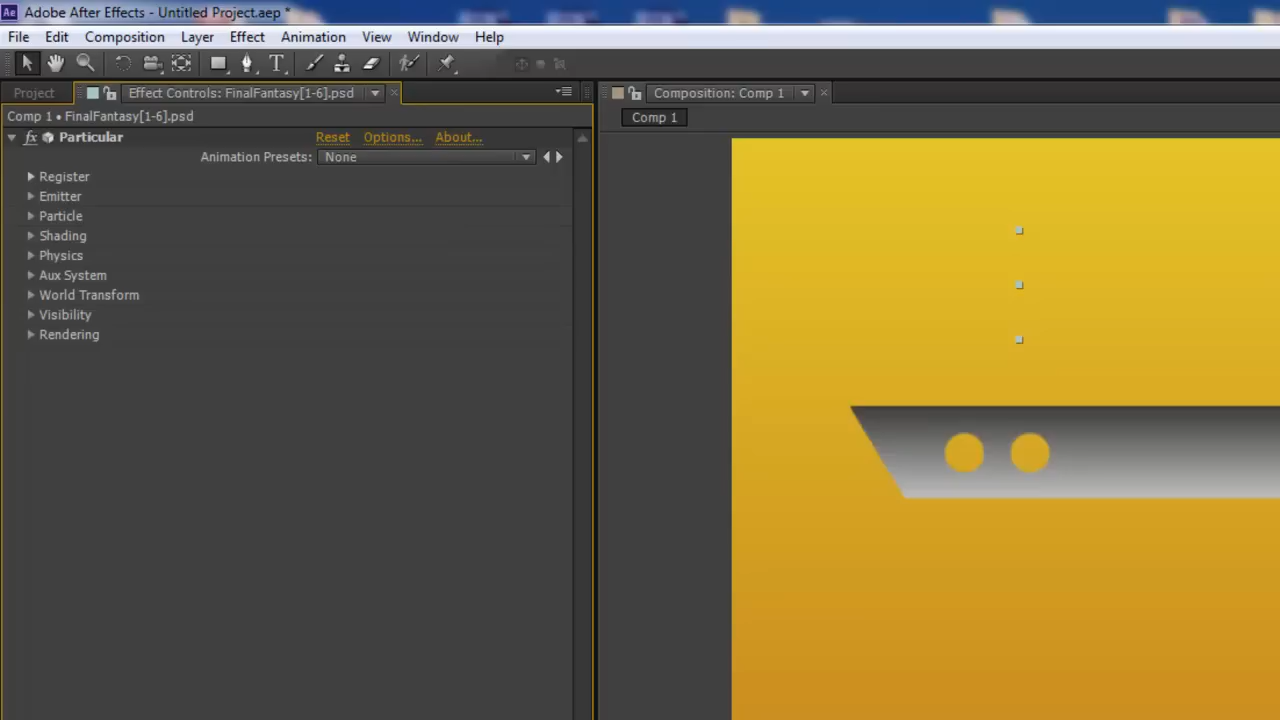 Ae Adobe After Effects - Untitled Project.aep *
File Edit Composition Layer Effect Animation View Window Help
T
Project Effect Controls: FinalFantasy[1-6].psd × Composition: Comp 1 ×
Comp 1 • FinalFantasy[1-6].psd
Comp 1
fx Particular Reset Options... About...
Animation Presets: None
Register
Emitter
Particle
Shading
Physics
Aux System
World Transform
Visibility
Rendering